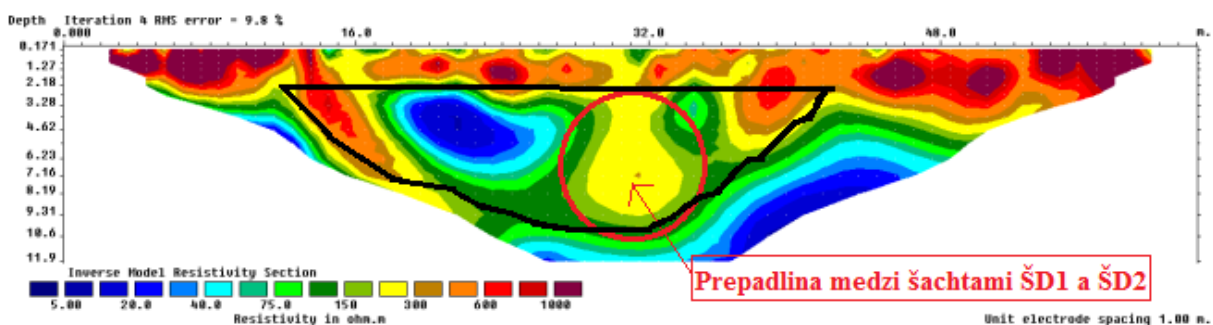 Depth Iteration 4 RMS error = 9.8 %
0.000 16.0 32.0 48.0 m.
0.171
1.27
2.18
3.28
4.62
6.23
7.16
8.19
9.31
10.6
11.9
Prepadlina medzi šachtami ŠD1 a ŠD2
Inverse Model Resistivity Section
5.00 20.0 40.0 75.0 150 300 600 1000
Resistivity in ohm.m
Unit electrode spacing 1.00 m.